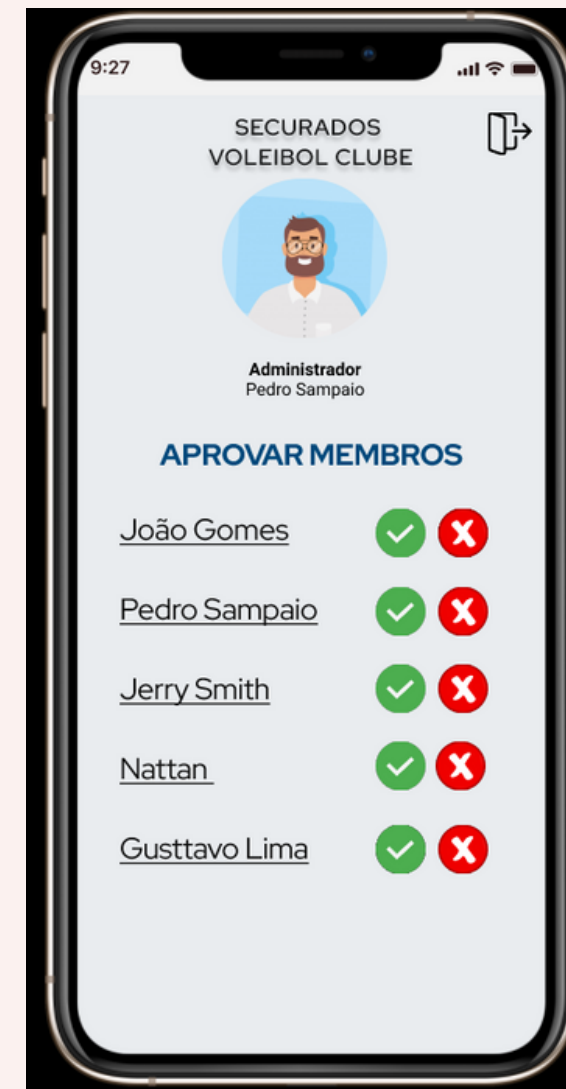 9:27
SECURADOS
VOLEIBOL CLUBE
Administrador
Pedro Sampaio
APROVAR MEMBROS
João Gomes
Pedro Sampaio
Jerry Smith
Nattan
Gusttavo Lima